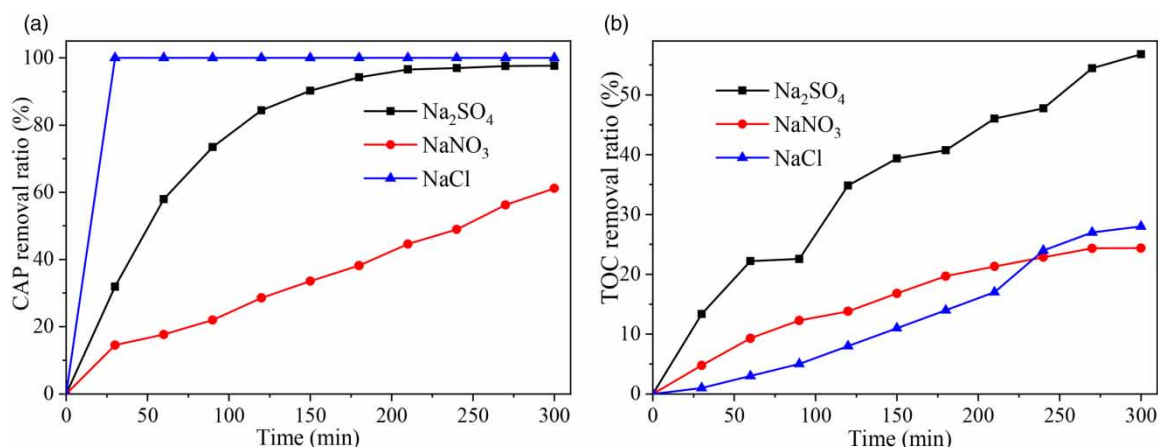 (a)
CAP removal ratio (%)
100
80
60
40
20
0
Na₂SO₄
NaNO₃
NaCl
0 50 100 150 200 250 300
Time (min)
(b)
TOC removal ratio (%)
50
40
30
20
10
0
Na₂SO₄
NaNO₃
NaCl
0 50 100 150 200 250 300
Time (min)